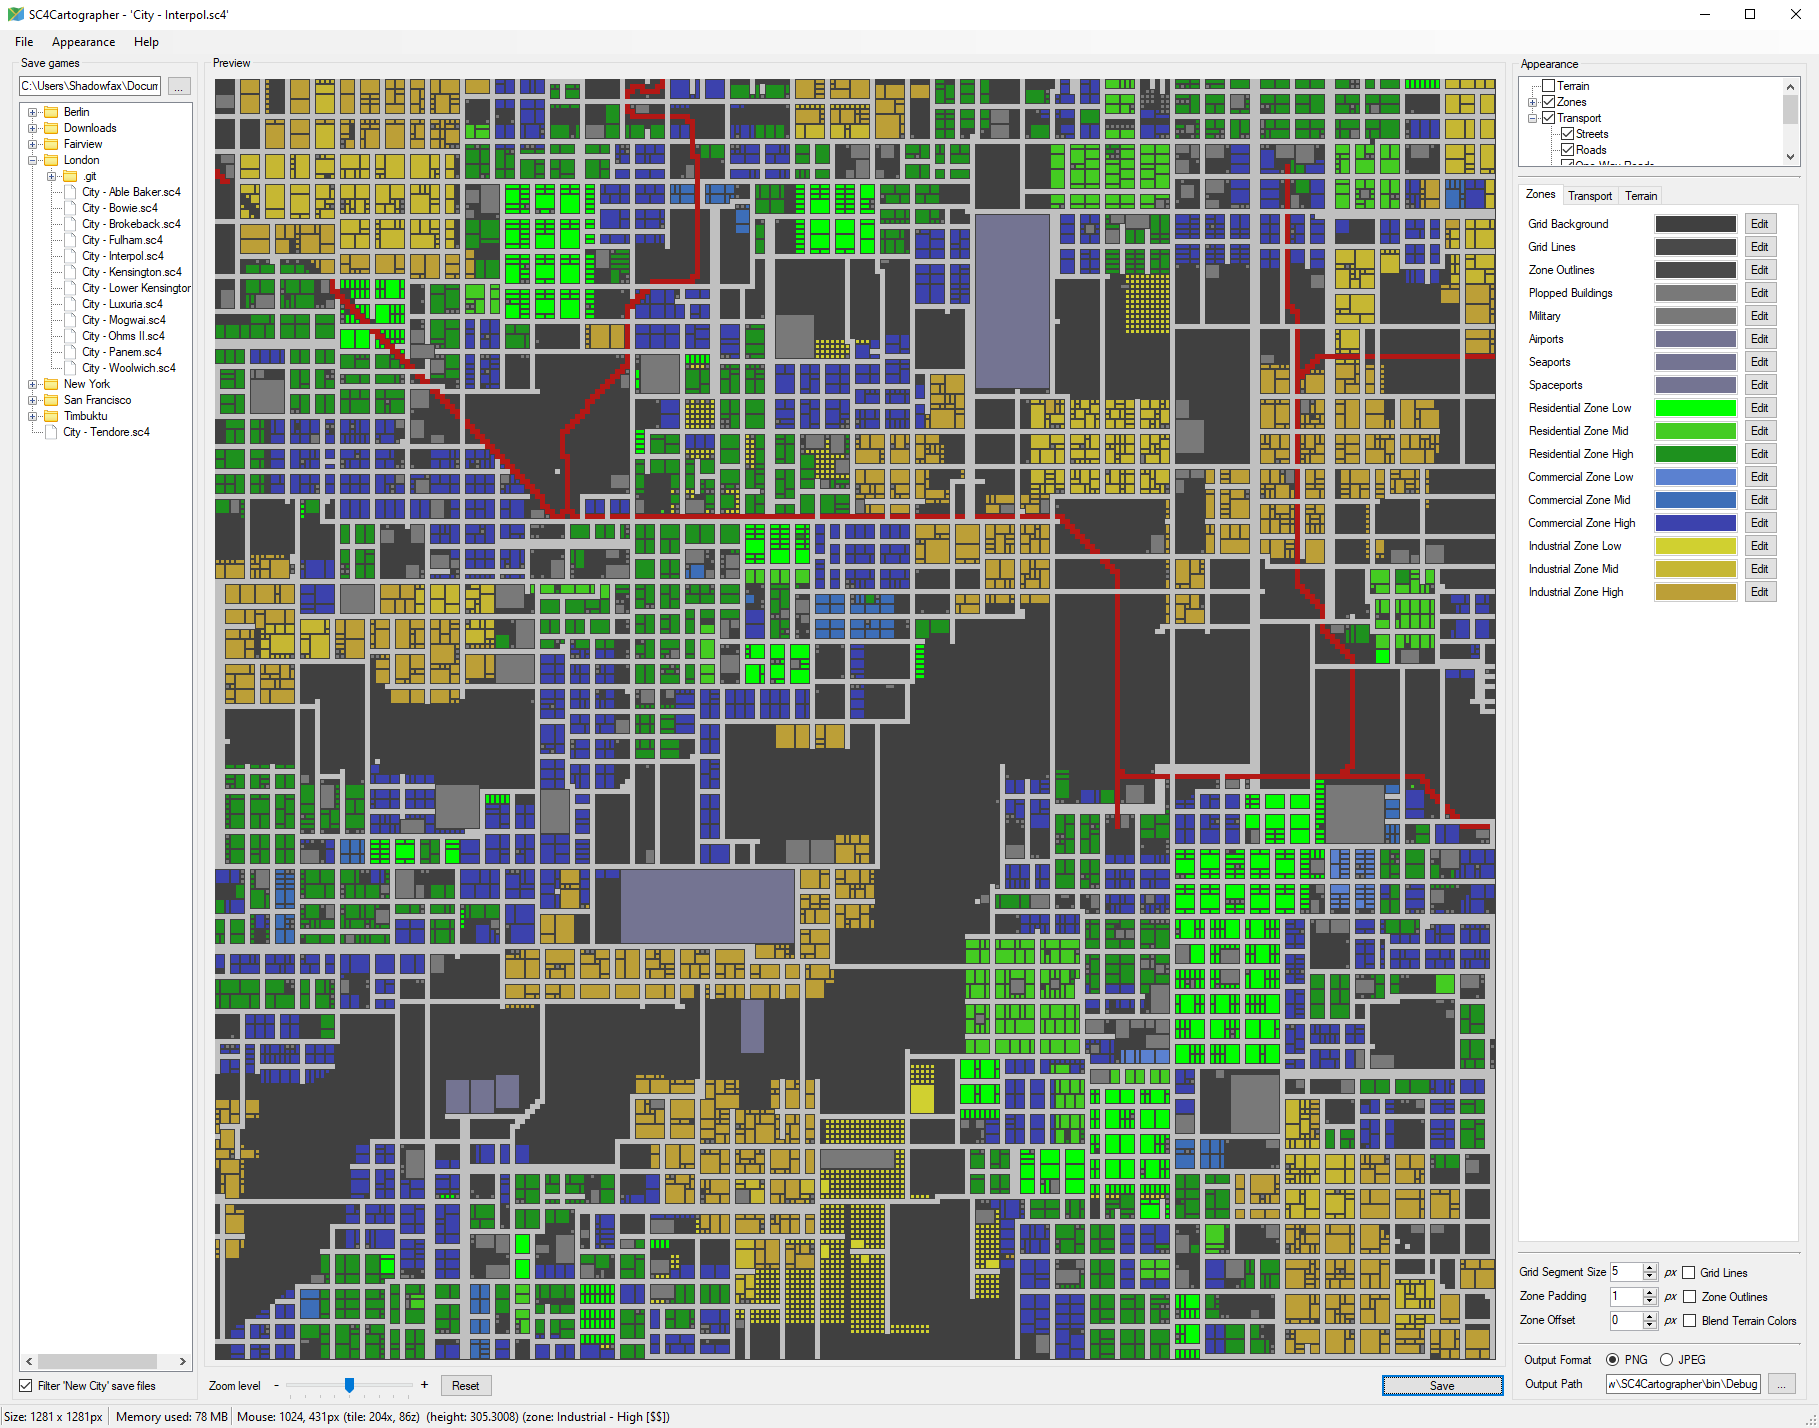 SC4Cartographer - 'City - Interpol.sc4'
File Appearance Help
Save games
C:\Users\Shadowfax\Docum
...
Berlin
Downloads
Fairview
London
.git
City - Able Baker.sc4
City - Bowie.sc4
City - Brokeback.sc4
City - Fulham.sc4
City - Interpol.sc4
City - Kensington.sc4
City - Lower Kensington
City - Luxuria.sc4
City - Mogwai.sc4
City - Ohms II.sc4
City - Panem.sc4
City - Woolwich.sc4
New York
San Francisco
Timbuktu
City - Tendore.sc4
Filter 'New City' save files
Preview
Zoom level - + Reset
Save
Appearance
Terrain
Zones
Transport
Streets
Roads
One Way Roads
Zones Transport Terrain
Grid Background Edit
Grid Lines Edit
Zone Outlines Edit
Plopped Buildings Edit
Military Edit
Airports Edit
Seaports Edit
Spaceports Edit
Residential Zone Low Edit
Residential Zone Mid Edit
Residential Zone High Edit
Commercial Zone Low Edit
Commercial Zone Mid Edit
Commercial Zone High Edit
Industrial Zone Low Edit
Industrial Zone Mid Edit
Industrial Zone High Edit
Grid Segment Size 5 px Grid Lines
Zone Padding 1 px Zone Outlines
Zone Offset 0 px Blend Terrain Colors
Output Format PNG JPEG
Output Path w\SC4Cartographer\bin\Debug ...
Size: 1281 x 1281px Memory used: 78 MB Mouse: 1024, 431px (tile: 204x, 86z) (height: 305.3008) (zone: Industrial - High [$$])